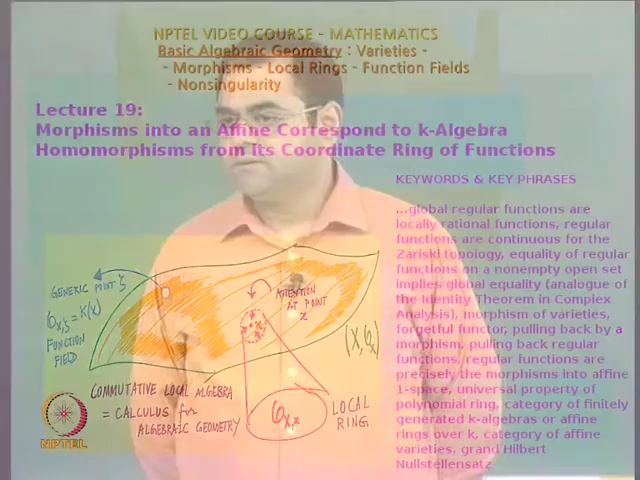 NPTEL VIDEO COURSE - MATHEMATICS
Basic Algebraic Geometry : Varieties -
- Morphisms - Local Rings - Function Fields
- Nonsingularity
Lecture 19:
Morphisms into an Affine Correspond to k-Algebra
Homomorphisms from its Coordinate Ring of Functions
KEYWORDS & KEY PHRASES
...global regular functions are
locally rational functions, regular
functions are continuous for the
Zariski topology, equality of regular
functions on a nonempty open set
implies global equality (analogue of
the Identity Theorem in Complex
Analysis), morphism of varieties,
forgetful functor, pulling back by a
morphism, pulling back regular
functions, regular functions are
precisely the morphisms into affine
1-space, universal property of
polynomial ring, category of finitely
generated k-algebras or affine
rings over k, category of affine
varieties, grand Hilbert
Nullstellensatz
GENERIC POINT ξ
𝒪X,ξ = K(X)
FUNCTION
FIELD
ATTENTION
AT POINT
x
(X, 𝒪X)
COMMUTATIVE LOCAL ALGEBRA
= CALCULUS for
ALGEBRAIC GEOMETRY
𝒪X,x
LOCAL
RING
NPTEL